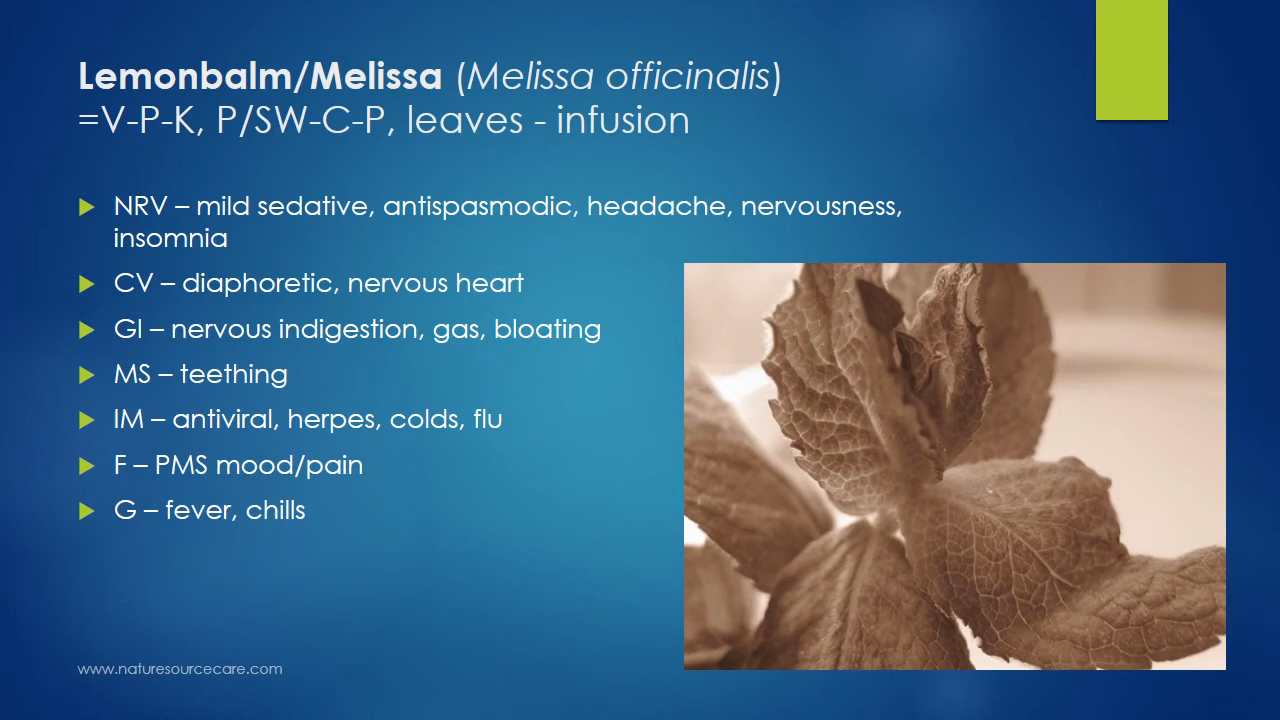 Lemonbalm/Melissa (Melissa officinalis)
=V-P-K, P/SW-C-P, leaves - infusion
NRV – mild sedative, antispasmodic, headache, nervousness,
insomnia
CV – diaphoretic, nervous heart
GI – nervous indigestion, gas, bloating
MS – teething
IM – antiviral, herpes, colds, flu
F – PMS mood/pain
G – fever, chills
www.naturesourcecare.com